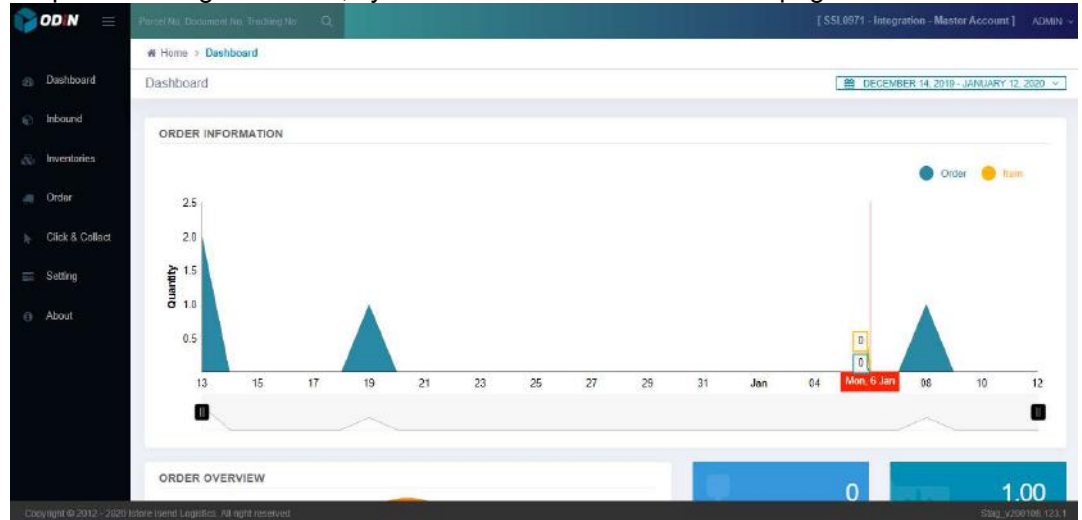 ODIN
Parcel No, Document No, Tracking No
[ SSL0971 - Integration - Master Account ] ADMIN
Home > Dashboard
Dashboard
Dashboard
DECEMBER 14, 2019 - JANUARY 12, 2020
Inbound
Inventories
Order
Click & Collect
Setting
About
ORDER INFORMATION
Order Item
2.5
2.0
1.5
1.0
0.5
Quantity
0
0
13 15 17 19 21 23 25 27 29 31 Jan 04 Mon, 6 Jan 08 10 12
ORDER OVERVIEW
0
1.00
Copyright © 2012 - 2020 Istore Isend Logistics. All right reserved
Stag_v200108.123.1